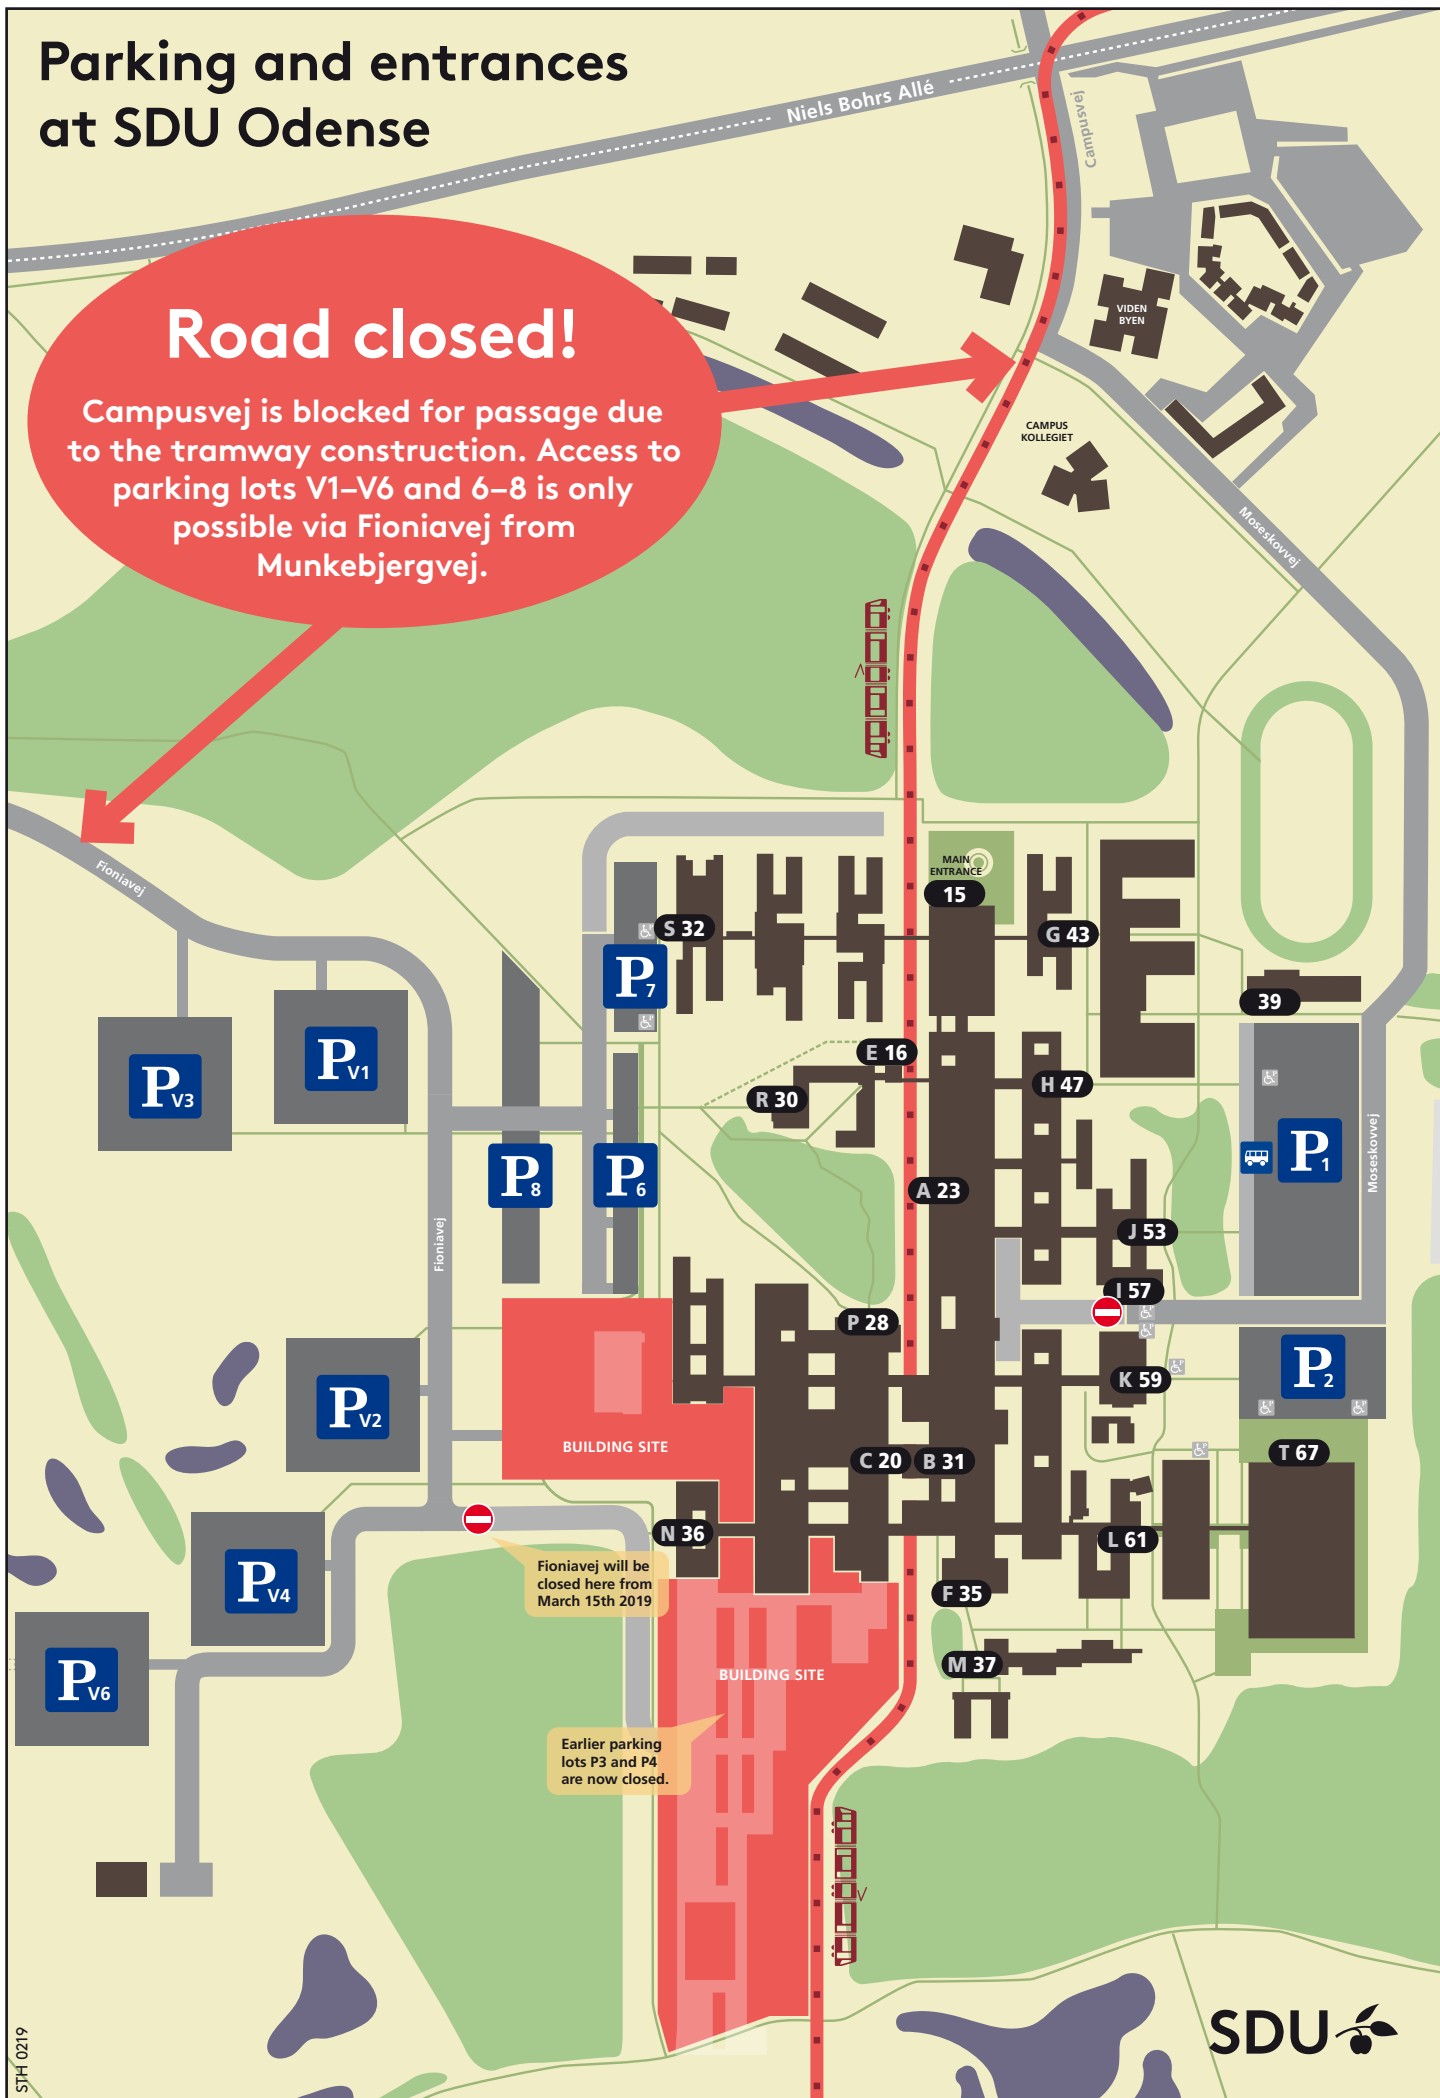 Parking and entrances
at SDU Odense
Niels Bohrs Allé
Campusvej
Road closed!
Campusvej is blocked for passage due
to the tramway construction. Access to
parking lots V1–V6 and 6–8 is only
possible via Fioniavej from
Munkebjergvej.
VIDEN
BYEN
CAMPUS
KOLLEGIET
Moseskovvej
Fioniavej
MAIN
ENTRANCE
15
S 32
G 43
P7
39
E 16
H 47
R 30
PV1
PV3
P8
P6
P1
Moseskovvej
A 23
J 53
Fioniavej
I 57
P 28
P2
K 59
PV2
BUILDING SITE
C 20
B 31
T 67
N 36
L 61
Fioniavej will be
closed here from
March 15th 2019
PV4
F 35
M 37
PV6
BUILDING SITE
Earlier parking
lots P3 and P4
are now closed.
SDU
STH 0219